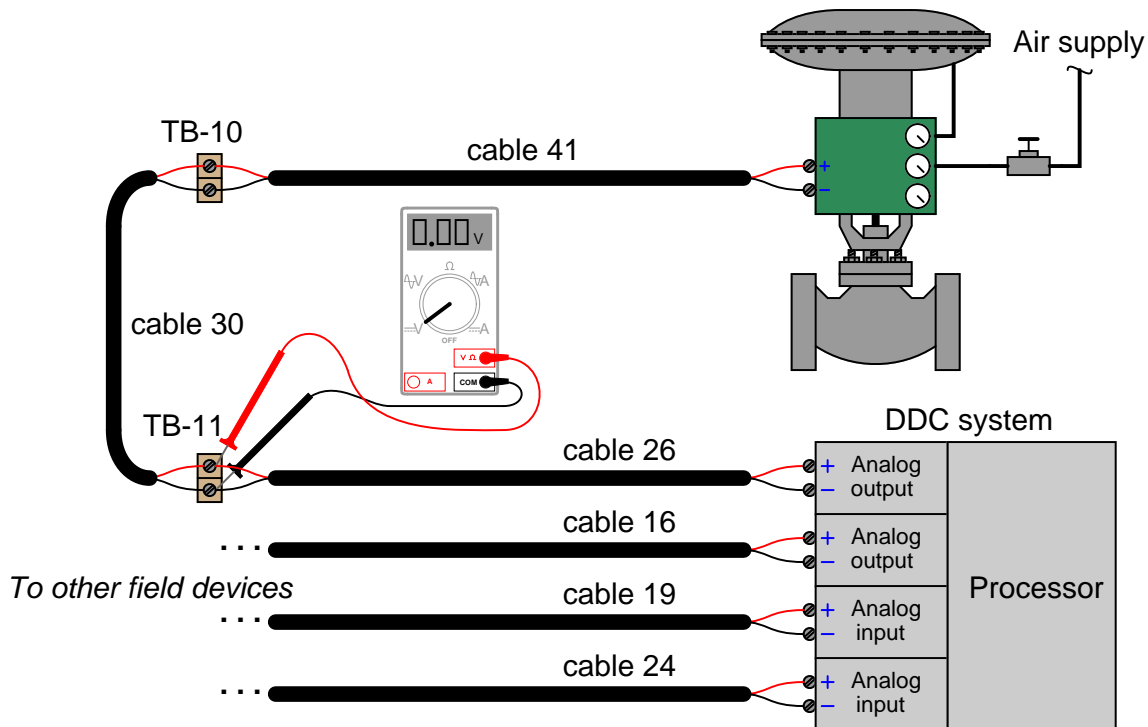 Air supply
TB-10
cable 41
+
−
0.00 V
Ω
V
A
V
A
OFF
cable 30
V Ω
A
COM
TB-11
DDC system
cable 26
+ Analog
− output
cable 16
+ Analog
− output
To other field devices
Processor
cable 19
+ Analog
− input
cable 24
+ Analog
− input